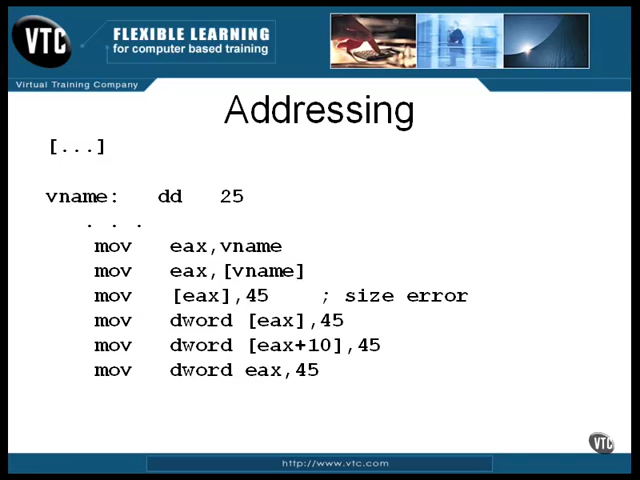 VTC
FLEXIBLE LEARNING
for computer based training
Virtual Training Company
Addressing
[...]
vname: dd 25
. . .
mov eax,vname
mov eax,[vname]
mov [eax],45 ; size error
mov dword [eax],45
mov dword [eax+10],45
mov dword eax,45
VTC
http://www.vtc.com